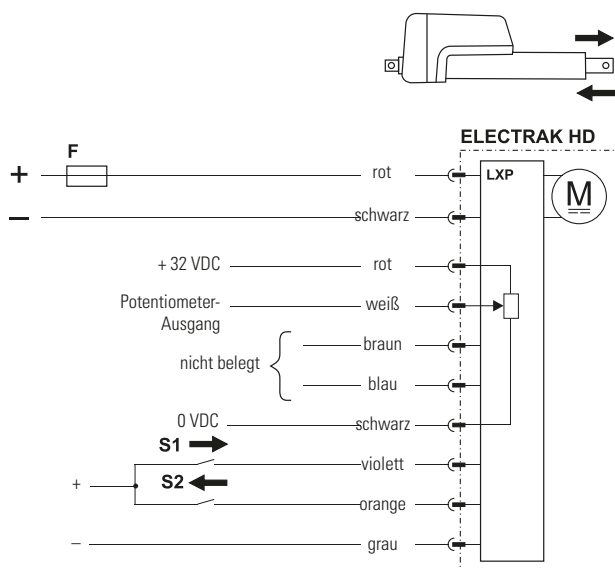 ELECTRAK HD
F
+ rot LXP
M
– schwarz
+ 32 VDC rot
Potentiometer-
Ausgang
weiß
braun
nicht belegt
blau
0 VDC schwarz
S1
violett
S2
+
orange
– grau